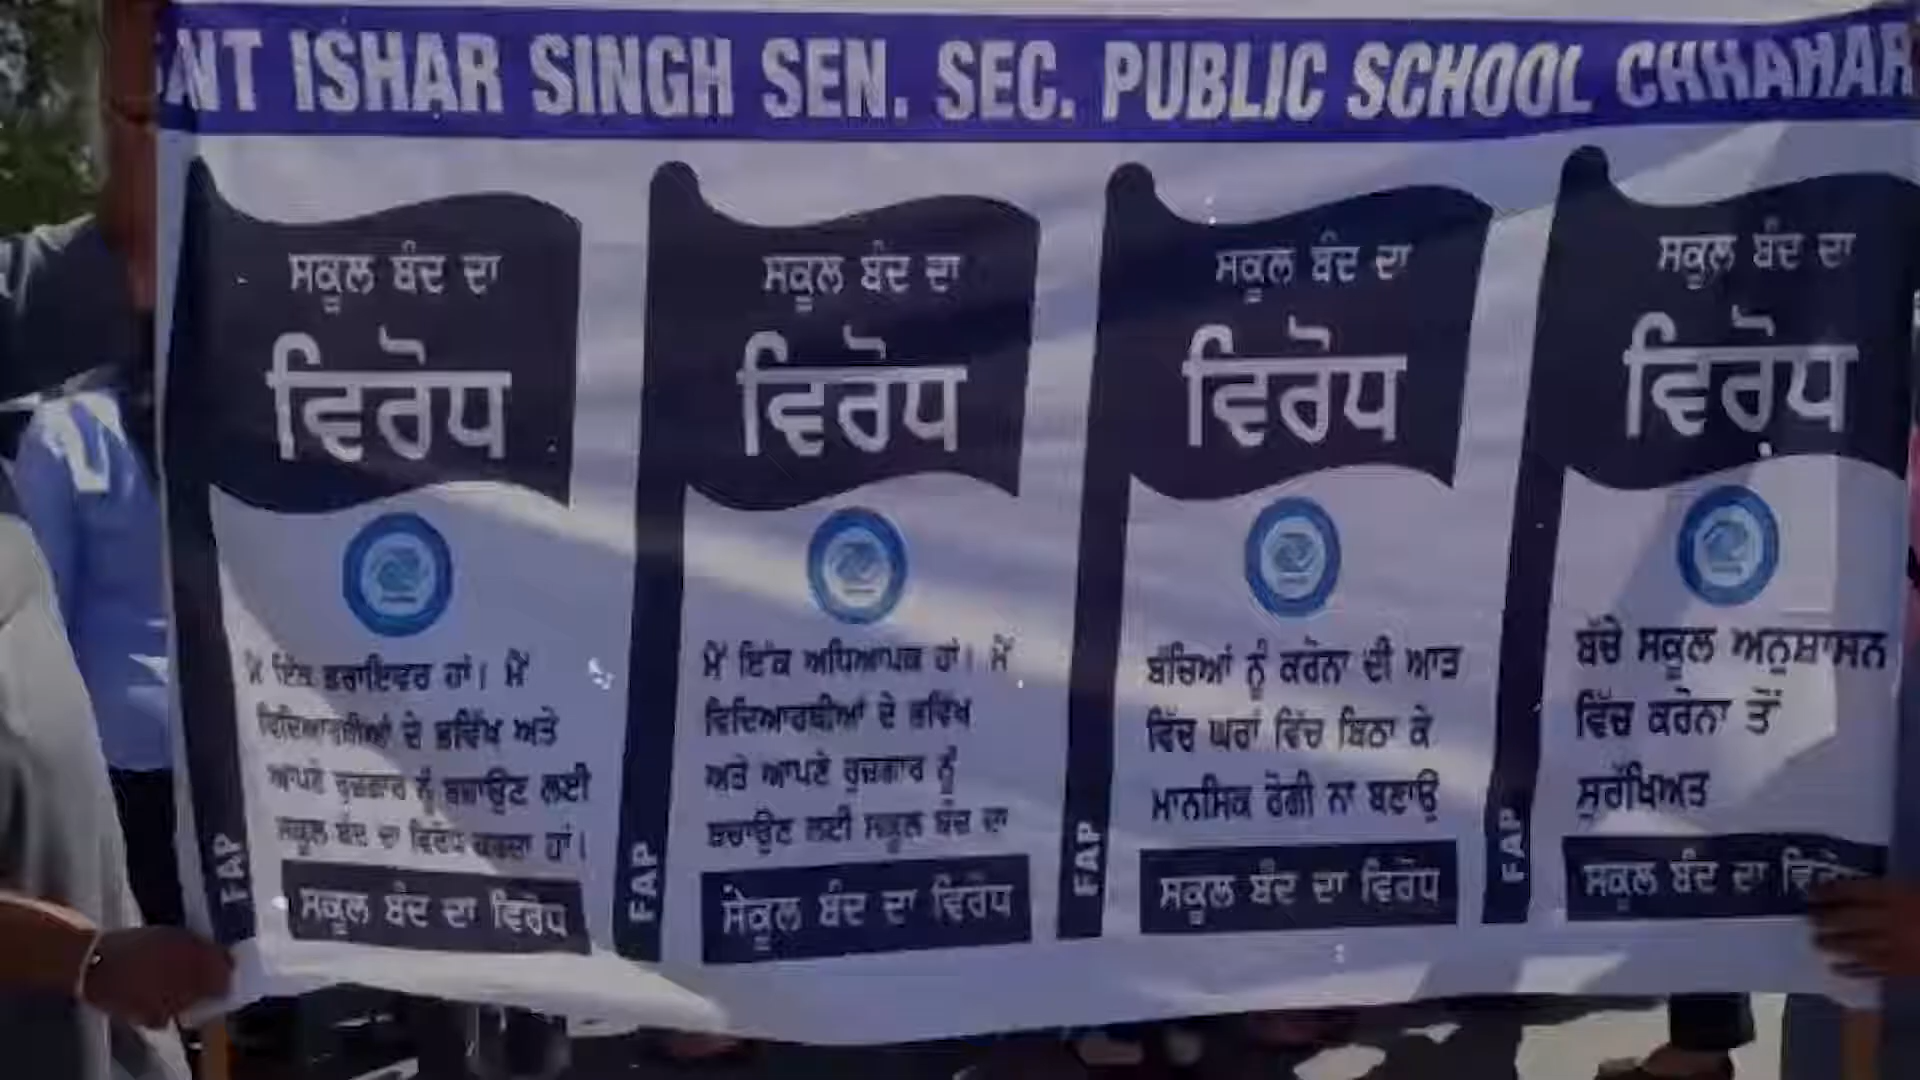 ANT ISHAR SINGH SEN. SEC. PUBLIC SCHOOL CHHAHAR
ਸਕੂਲ ਬੰਦ ਦਾ
ਵਿਰੋਧ
ਮੈਂ ਇੱਕ ਡਰਾਇਵਰ ਹਾਂ। ਮੈਂ
ਵਿਦਿਆਰਥੀਆਂ ਦੇ ਭਵਿੱਖ ਅਤੇ
ਆਪਣੇ ਰੁਜ਼ਗਾਰ ਨੂੰ ਬਚਾਉਣ ਲਈ
ਸਕੂਲ ਬੰਦ ਦਾ ਵਿਰੋਧ ਕਰਦਾ ਹਾਂ।
ਸਕੂਲ ਬੰਦ ਦਾ ਵਿਰੋਧ
FAP
ਸਕੂਲ ਬੰਦ ਦਾ
ਵਿਰੋਧ
ਮੈਂ ਇੱਕ ਅਧਿਆਪਕ ਹਾਂ। ਮੈਂ
ਵਿਦਿਆਰਥੀਆਂ ਦੇ ਭਵਿੱਖ
ਅਤੇ ਆਪਣੇ ਰੁਜ਼ਗਾਰ ਨੂੰ
ਬਚਾਉਣ ਲਈ ਸਕੂਲ ਬੰਦ ਦਾ
ਸਕੂਲ ਬੰਦ ਦਾ ਵਿਰੋਧ
FAP
ਸਕੂਲ ਬੰਦ ਦਾ
ਵਿਰੋਧ
ਬੱਚਿਆਂ ਨੂੰ ਕਰੋਨਾ ਦੀ ਆੜ
ਵਿੱਚ ਘਰਾਂ ਵਿੱਚ ਬਿਠਾ ਕੇ
ਮਾਨਸਿਕ ਰੋਗੀ ਨਾ ਬਣਾਉ
ਸਕੂਲ ਬੰਦ ਦਾ ਵਿਰੋਧ
FAP
ਸਕੂਲ ਬੰਦ ਦਾ
ਵਿਰੋਧ
ਬੱਚੇ ਸਕੂਲ ਅਨੁਸ਼ਾਸਨ
ਵਿੱਚ ਕਰੋਨਾ ਤੋਂ
ਸੁਰੱਖਿਅਤ
ਸਕੂਲ ਬੰਦ ਦਾ ਵਿਰੋਧ
FAP